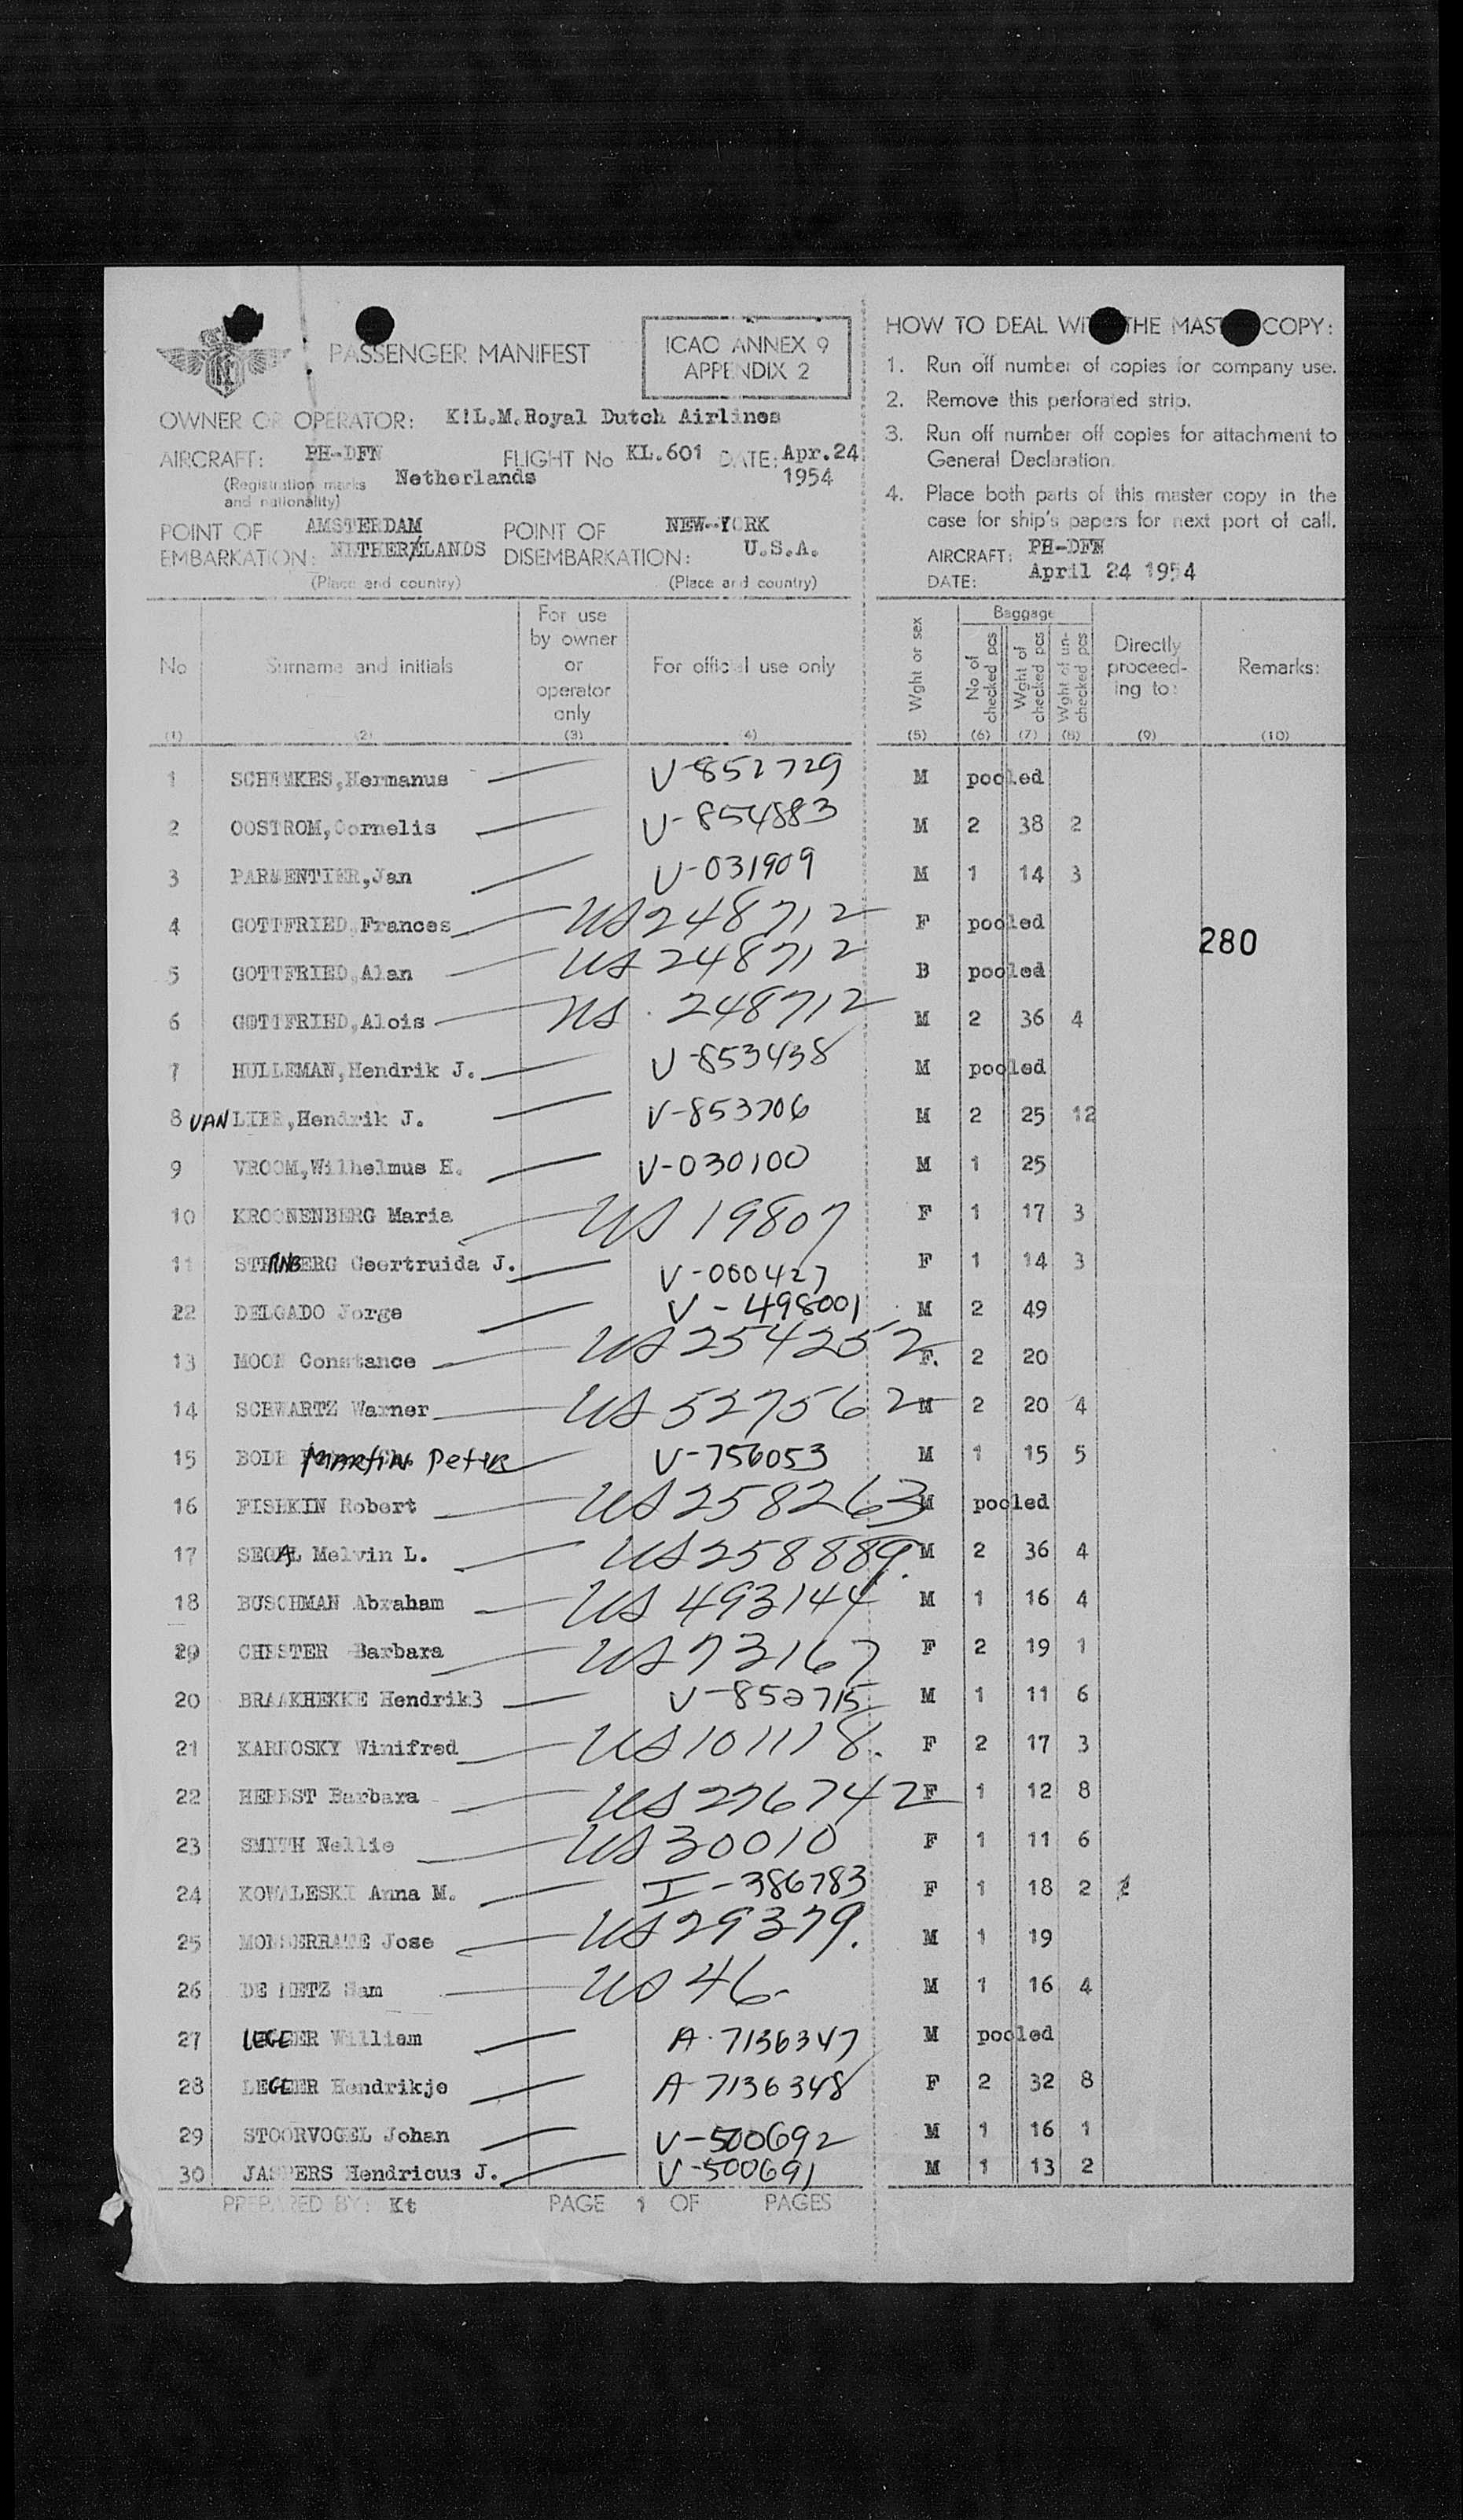 PASSENGER MANIFEST
ICAO ANNEX 9
APPENDIX 2
OWNER OR OPERATOR: K!L.M.Royal Dutch Airlines
AIRCRAFT: PH-DFN FLIGHT No KL.601 DATE: Apr.24
(Registration marks and nationality) Netherlands 1954
POINT OF EMBARKATION: AMSTERDAM NETHERLANDS POINT OF DISEMBARKATION: NEW-YORK U.S.A.
(Place and country) (Place and country)
HOW TO DEAL WITH THE MASTER COPY:
1. Run off number of copies for company use.
2. Remove this perforated strip.
3. Run off number off copies for attachment to
General Declaration.
4. Place both parts of this master copy in the
case for ship's papers for next port of call.
AIRCRAFT: PH-DFN
DATE: April 24 1954
No Surname and initials For use by owner or operator only For official use only Wght or sex Baggage No of checked pcs Wght of checked pcs Wght of un-checked pcs Directly proceed-ing to: Remarks:
(1) (2) (3) (4) (5) (6) (7) (8) (9) (10)
1 SCHEMKES, Hermanus V-852729 M pooled
2 OOSTROM, Cornelis V-854883 M 2 38 2
3 PARMENTIER, Jan V-031909 M 1 14 3
4 GOTTFRIED, Frances US 248712 F pooled
280
5 GOTTFRIED, Alan US 248712 B pooled
6 GOTTFRIED, Alois US. 248712 M 2 36 4
7 HULLEMAN, Hendrik J. V-853438 M pooled
8 VAN LIER, Hendrik J. V-853706 M 2 25 12
9 VROOM, Wilhelmus H. V-030100 M 1 25
10 KROONENBERG Maria US 19807 F 1 17 3
11 STERNBERG Geertruida J. V-000427 F 1 14 3
22 DELGADO Jorge V-498001 M 2 49
13 MOON Constance US 254252 F. 2 20
14 SCHWARTZ Warner US 527562 M 2 20 4
15 BODE Martin Peter V-756053 M 1 15 5
16 FISHKIN Robert US 258263 M pooled
17 SEGAL Melvin L. US 258889. M 2 36 4
18 BUSCHMAN Abraham US 493144 M 1 16 4
19 CHESTER Barbara US 73167 F 2 19 1
20 BRAAKHEKKE Hendrik3 V-852715 M 1 11 6
21 KARNOSKY Winifred US 101118. F 2 17 3
22 HERBST Barbara US 276742 F 1 12 8
23 SMITH Nellie US 30010 F 1 11 6
24 KOWALESKI Anna M. I-386783 F 1 18 2
25 MONSERRATE Jose US 29379. M 1 19
26 DE METZ Sam US 46- M 1 16 4
27 LEGEER William A-7136347 M pooled
28 LEGEER Hendrikje A-7136348 F 2 32 8
29 STOORVOGEL Johan V-500692 M 1 16 1
30 JASPERS Hendricus J. V-500691 M 1 13 2
PREPARED BY: Kt PAGE 1 OF PAGES